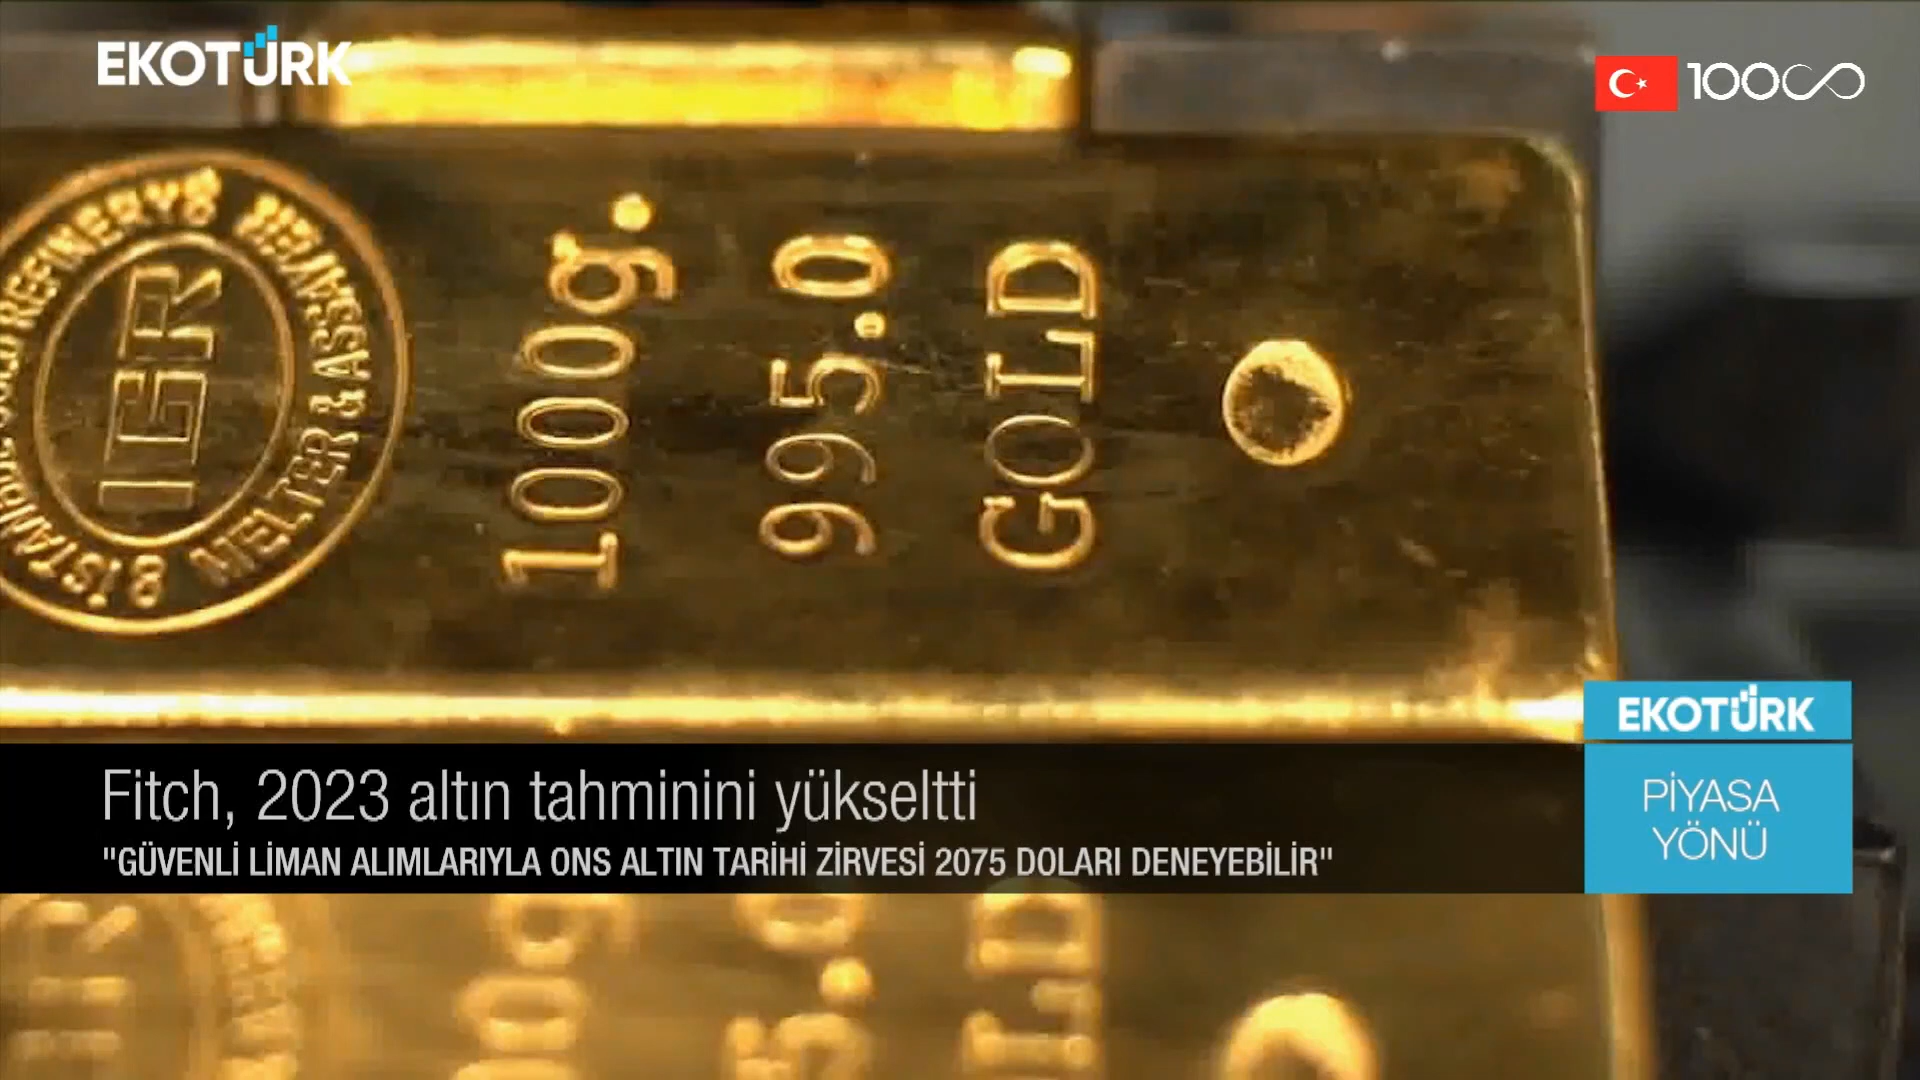 EKOTÜRK
100
REFINERY
MELTER & ASSAYER
İSTANBUL GOLD
IGR
1000g.
995.0
GOLD
EKOTÜRK
Fitch, 2023 altın tahminini yükseltti
"GÜVENLİ LİMAN ALIMLARIYLA ONS ALTIN TARİHİ ZİRVESİ 2075 DOLARI DENEYEBİLİR"
PİYASA
YÖNÜ